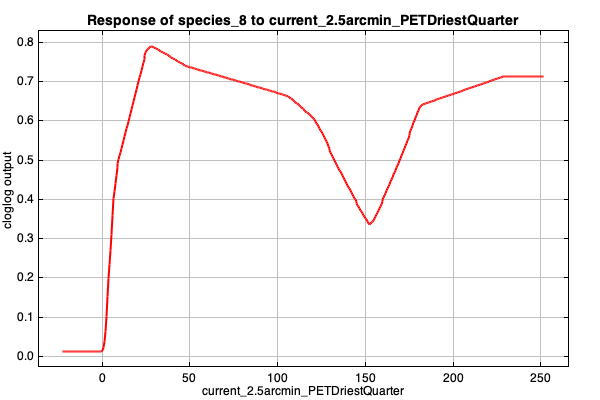 Response of species_8 to current_2.5arcmin_PETDriestQuarter
0.8
0.7
0.6
0.5
0.4
0.3
0.2
0.1
0.0
cloglog output
0 50 100 150 200 250
current_2.5arcmin_PETDriestQuarter